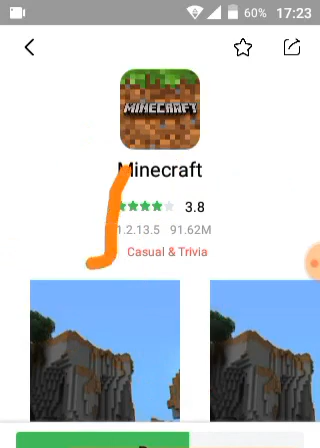 60% 17:23
MINECRAFT
Minecraft
3.8
1.2.13.5 91.62M
Casual & Trivia